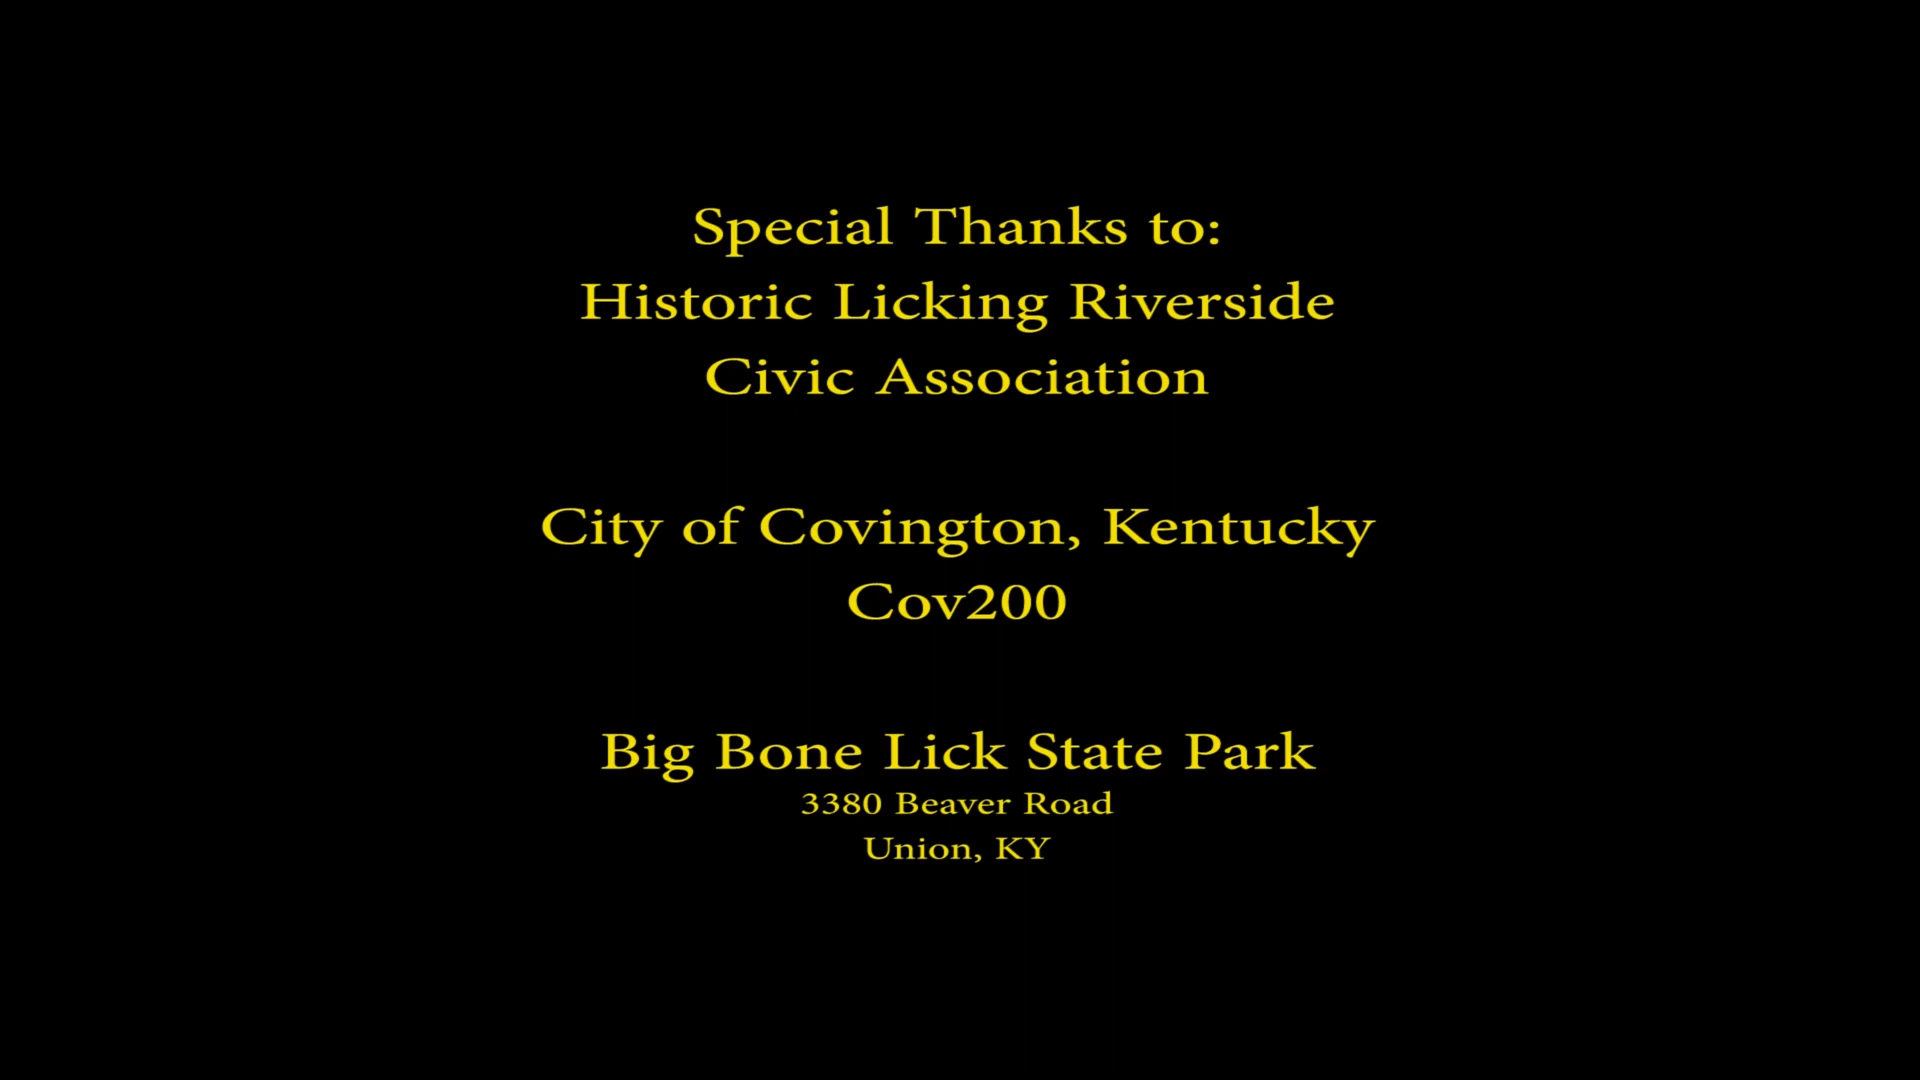 Special Thanks to:
Historic Licking Riverside
Civic Association
City of Covington, Kentucky
Cov200
Big Bone Lick State Park
3380 Beaver Road
Union, KY